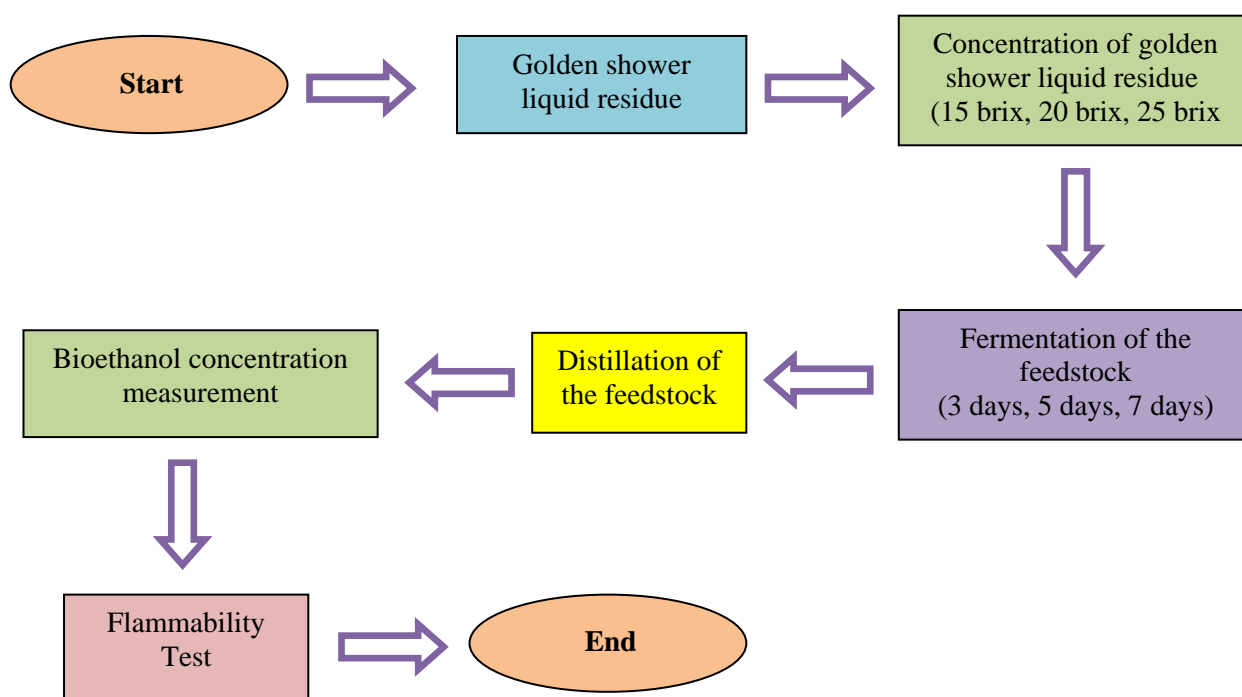 Start
Golden shower
liquid residue
Concentration of golden
shower liquid residue
(15 brix, 20 brix, 25 brix
Fermentation of the
feedstock
(3 days, 5 days, 7 days)
Distillation of
the feedstock
Bioethanol concentration
measurement
Flammability
Test
End